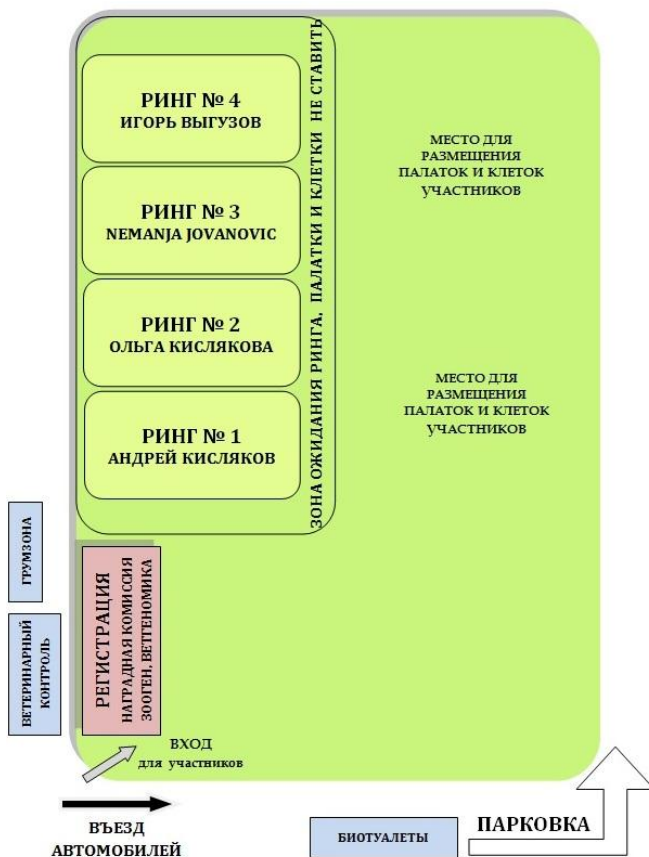 РИНГ № 4
ИГОРЬ ВЫГУЗОВ
РИНГ № 3
NEMANJA JOVANOVIC
РИНГ № 2
ОЛЬГА КИСЛЯКОВА
РИНГ № 1
АНДРЕЙ КИСЛЯКОВ
ЗОНА ОЖИДАНИЯ РИНГА, ПАЛАТКИ И КЛЕТКИ НЕ СТАВИТЬ
МЕСТО ДЛЯ
РАЗМЕЩЕНИЯ
ПАЛАТОК И КЛЕТОК
УЧАСТНИКОВ
МЕСТО ДЛЯ
РАЗМЕЩЕНИЯ
ПАЛАТОК И КЛЕТОК
УЧАСТНИКОВ
ГРУМЗОНА
ВЕТЕРИНАРНЫЙ
КОНТРОЛЬ
РЕГИСТРАЦИЯ
НАГРАДНАЯ КОМИССИЯ
ЗООГЕН, ВЕТГЕНОМИКА
ВХОД
для участников
ВЪЕЗД
АВТОМОБИЛЕЙ
БИОТУАЛЕТЫ
ПАРКОВКА